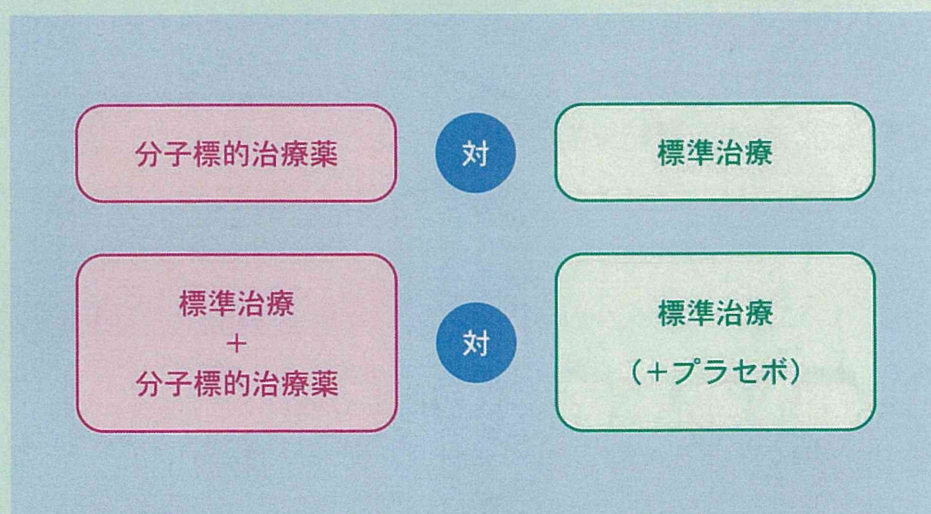 分子標的治療薬
対
標準治療
標準治療
+
分子標的治療薬
対
標準治療
(+プラセボ)